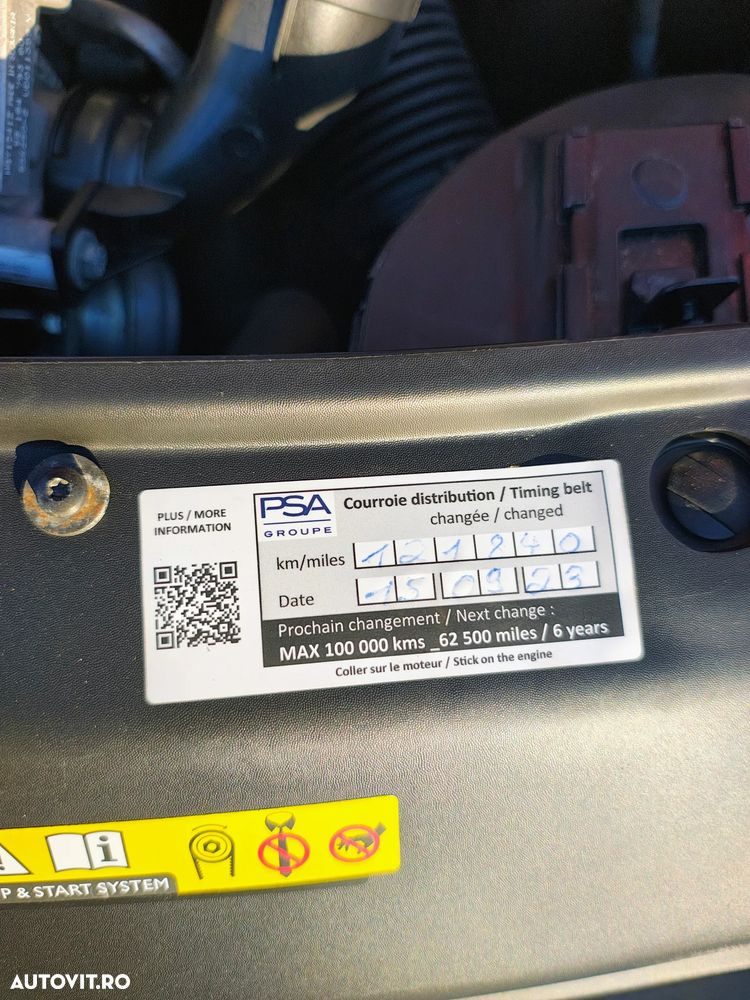 PLUS / MORE
INFORMATION
PSA
GROUPE
Courroie distribution / Timing belt
changée / changed
km/miles 121240
Date 15 09 23
Prochain changement / Next change :
MAX 100 000 kms _62 500 miles / 6 years
Coller sur le moteur / Stick on the engine
P & START SYSTEM
AUTOVIT.RO